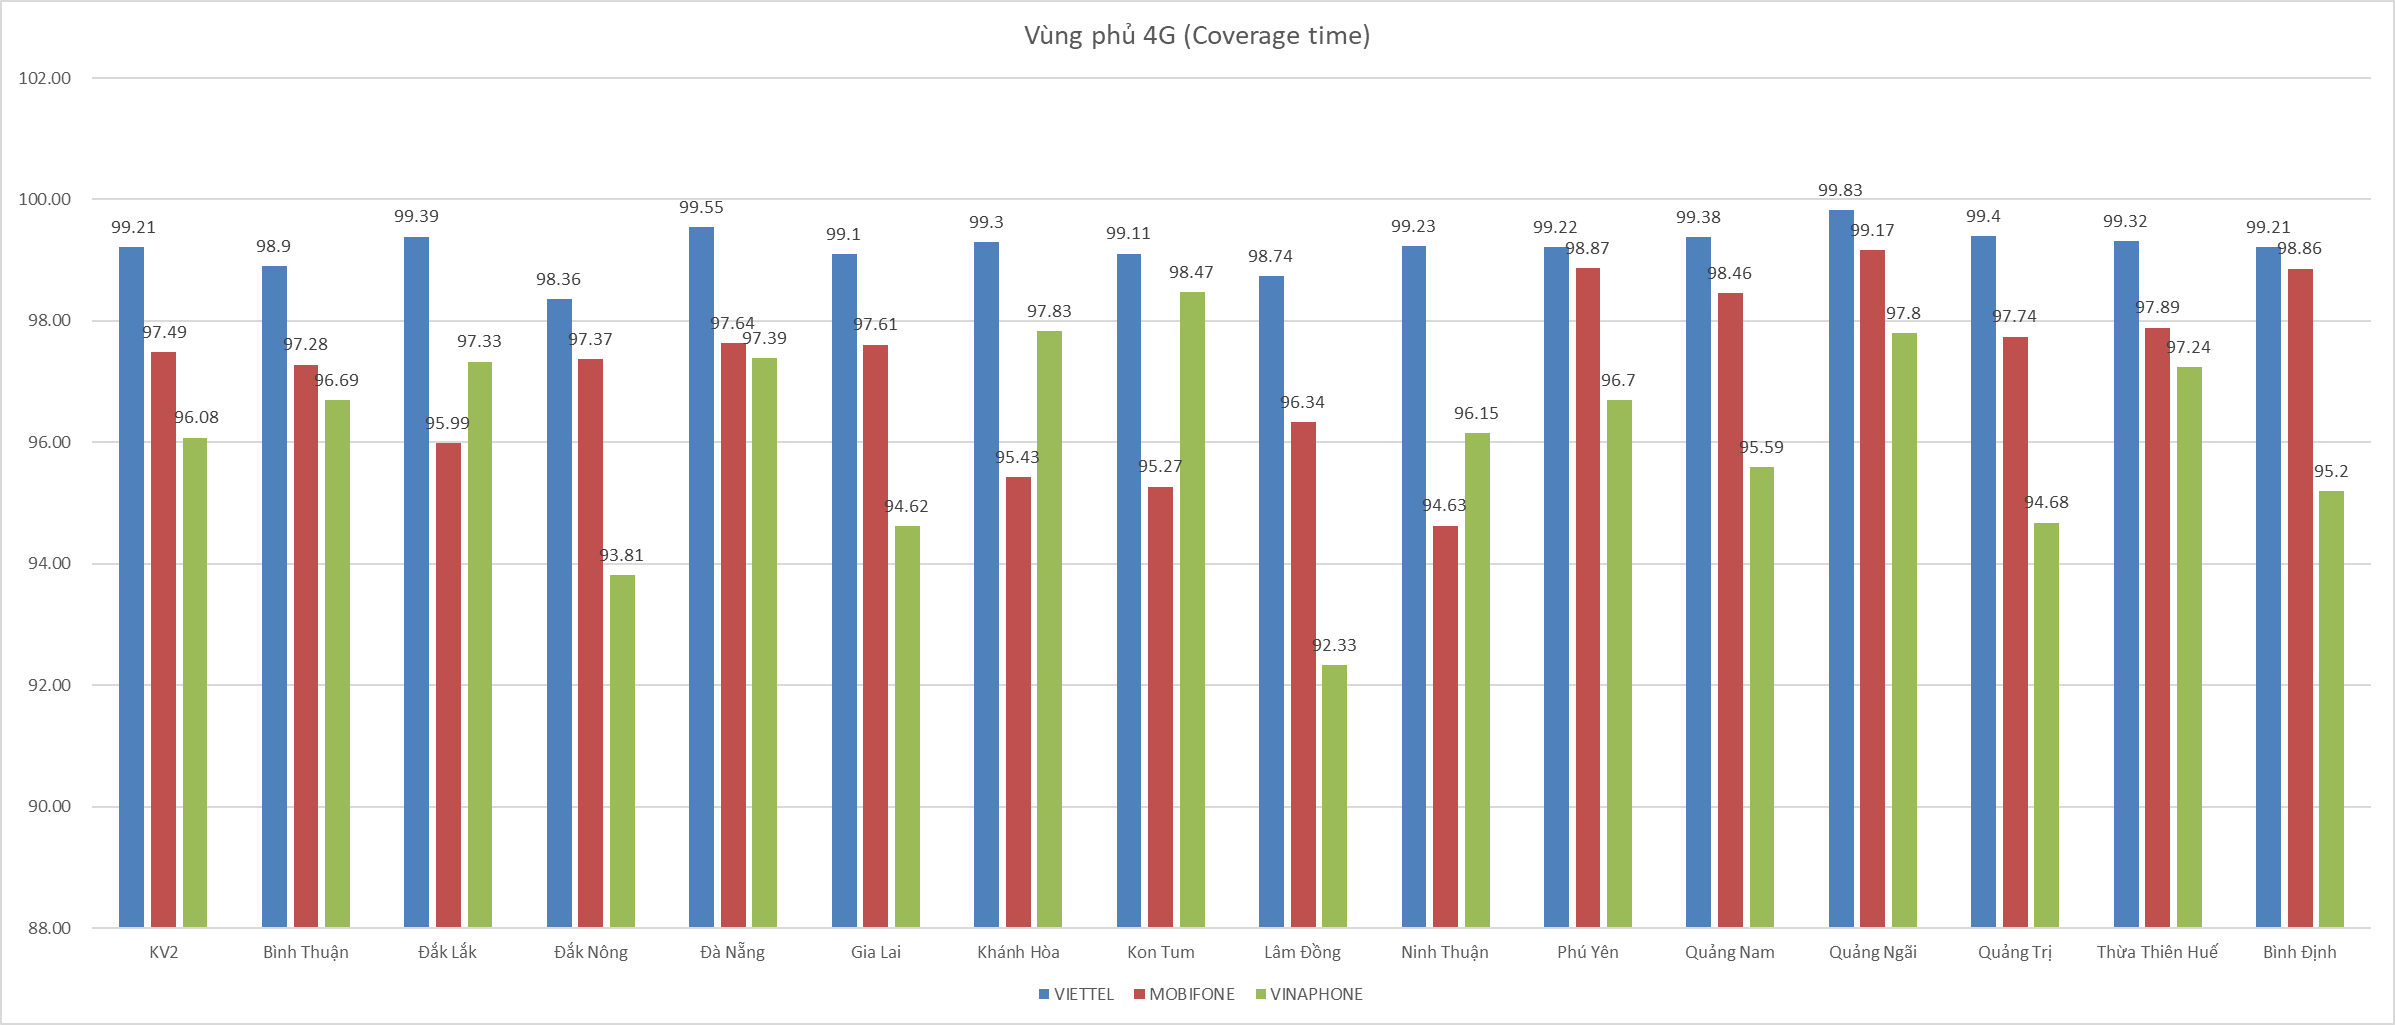 Vùng phủ 4G (Coverage time)
102.00
100.00
98.00
96.00
94.00
92.00
90.00
88.00
99.21 97.49 96.08
98.9 97.28 96.69
99.39 95.99 97.33
98.36 97.37 93.81
99.55 97.64 97.39
99.1 97.61 94.62
99.3 95.43 97.83
99.11 95.27 98.47
98.74 96.34 92.33
99.23 94.63 96.15
99.22 98.87 96.7
99.38 98.46 95.59
99.83 99.17 97.8
99.4 97.74 94.68
99.32 97.89 97.24
99.21 98.86 95.2
KV2 Bình Thuận Đắk Lắk Đắk Nông Đà Nẵng Gia Lai Khánh Hòa Kon Tum Lâm Đồng Ninh Thuận Phú Yên Quảng Nam Quảng Ngãi Quảng Trị Thừa Thiên Huế Bình Định
VIETTEL MOBIFONE VINAPHONE